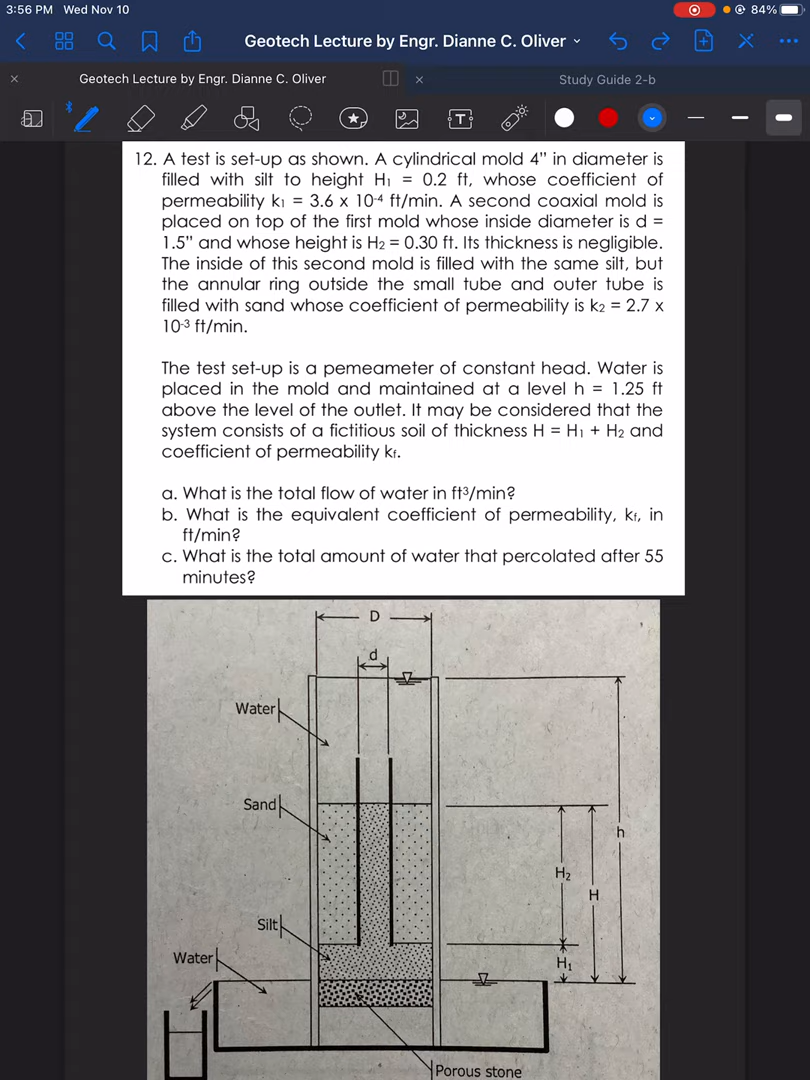 3:56 PM Wed Nov 10
84%
Geotech Lecture by Engr. Dianne C. Oliver
Geotech Lecture by Engr. Dianne C. Oliver
Study Guide 2-b
12. A test is set-up as shown. A cylindrical mold 4” in diameter is
filled with silt to height H₁ = 0.2 ft, whose coefficient of
permeability k₁ = 3.6 x 10⁻⁴ ft/min. A second coaxial mold is
placed on top of the first mold whose inside diameter is d =
1.5” and whose height is H₂ = 0.30 ft. Its thickness is negligible.
The inside of this second mold is filled with the same silt, but
the annular ring outside the small tube and outer tube is
filled with sand whose coefficient of permeability is k₂ = 2.7 x
10⁻³ ft/min.
The test set-up is a pemeameter of constant head. Water is
placed in the mold and maintained at a level h = 1.25 ft
above the level of the outlet. It may be considered that the
system consists of a fictitious soil of thickness H = H₁ + H₂ and
coefficient of permeability kf.
a. What is the total flow of water in ft³/min?
b. What is the equivalent coefficient of permeability, kf, in
ft/min?
c. What is the total amount of water that percolated after 55
minutes?
D
d
Water
Sand
h
H₂
H
Silt
Water
H₁
Porous stone